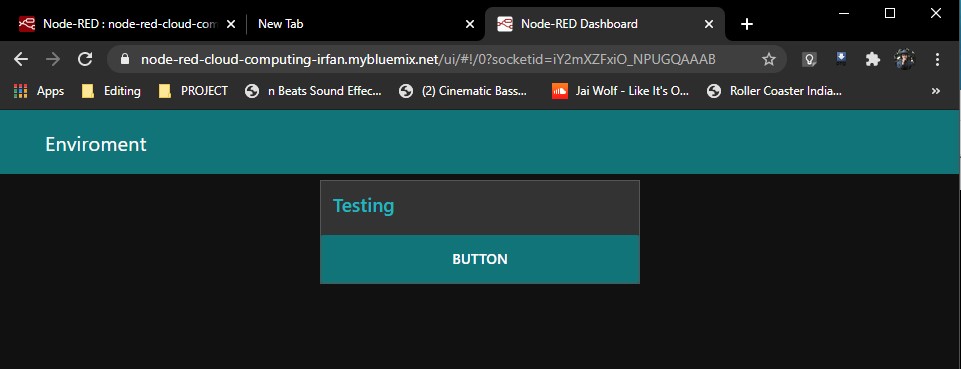 Node-RED : node-red-cloud-com
New Tab
Node-RED Dashboard
node-red-cloud-computing-irfan.mybluemix.net/ui/#!/0?socketid=iY2mXZFxiO_NPUGQAAAB
Apps Editing PROJECT n Beats Sound Effec... (2) Cinematic Bass... Jai Wolf - Like It's O... Roller Coaster India... »
Enviroment
Testing
BUTTON